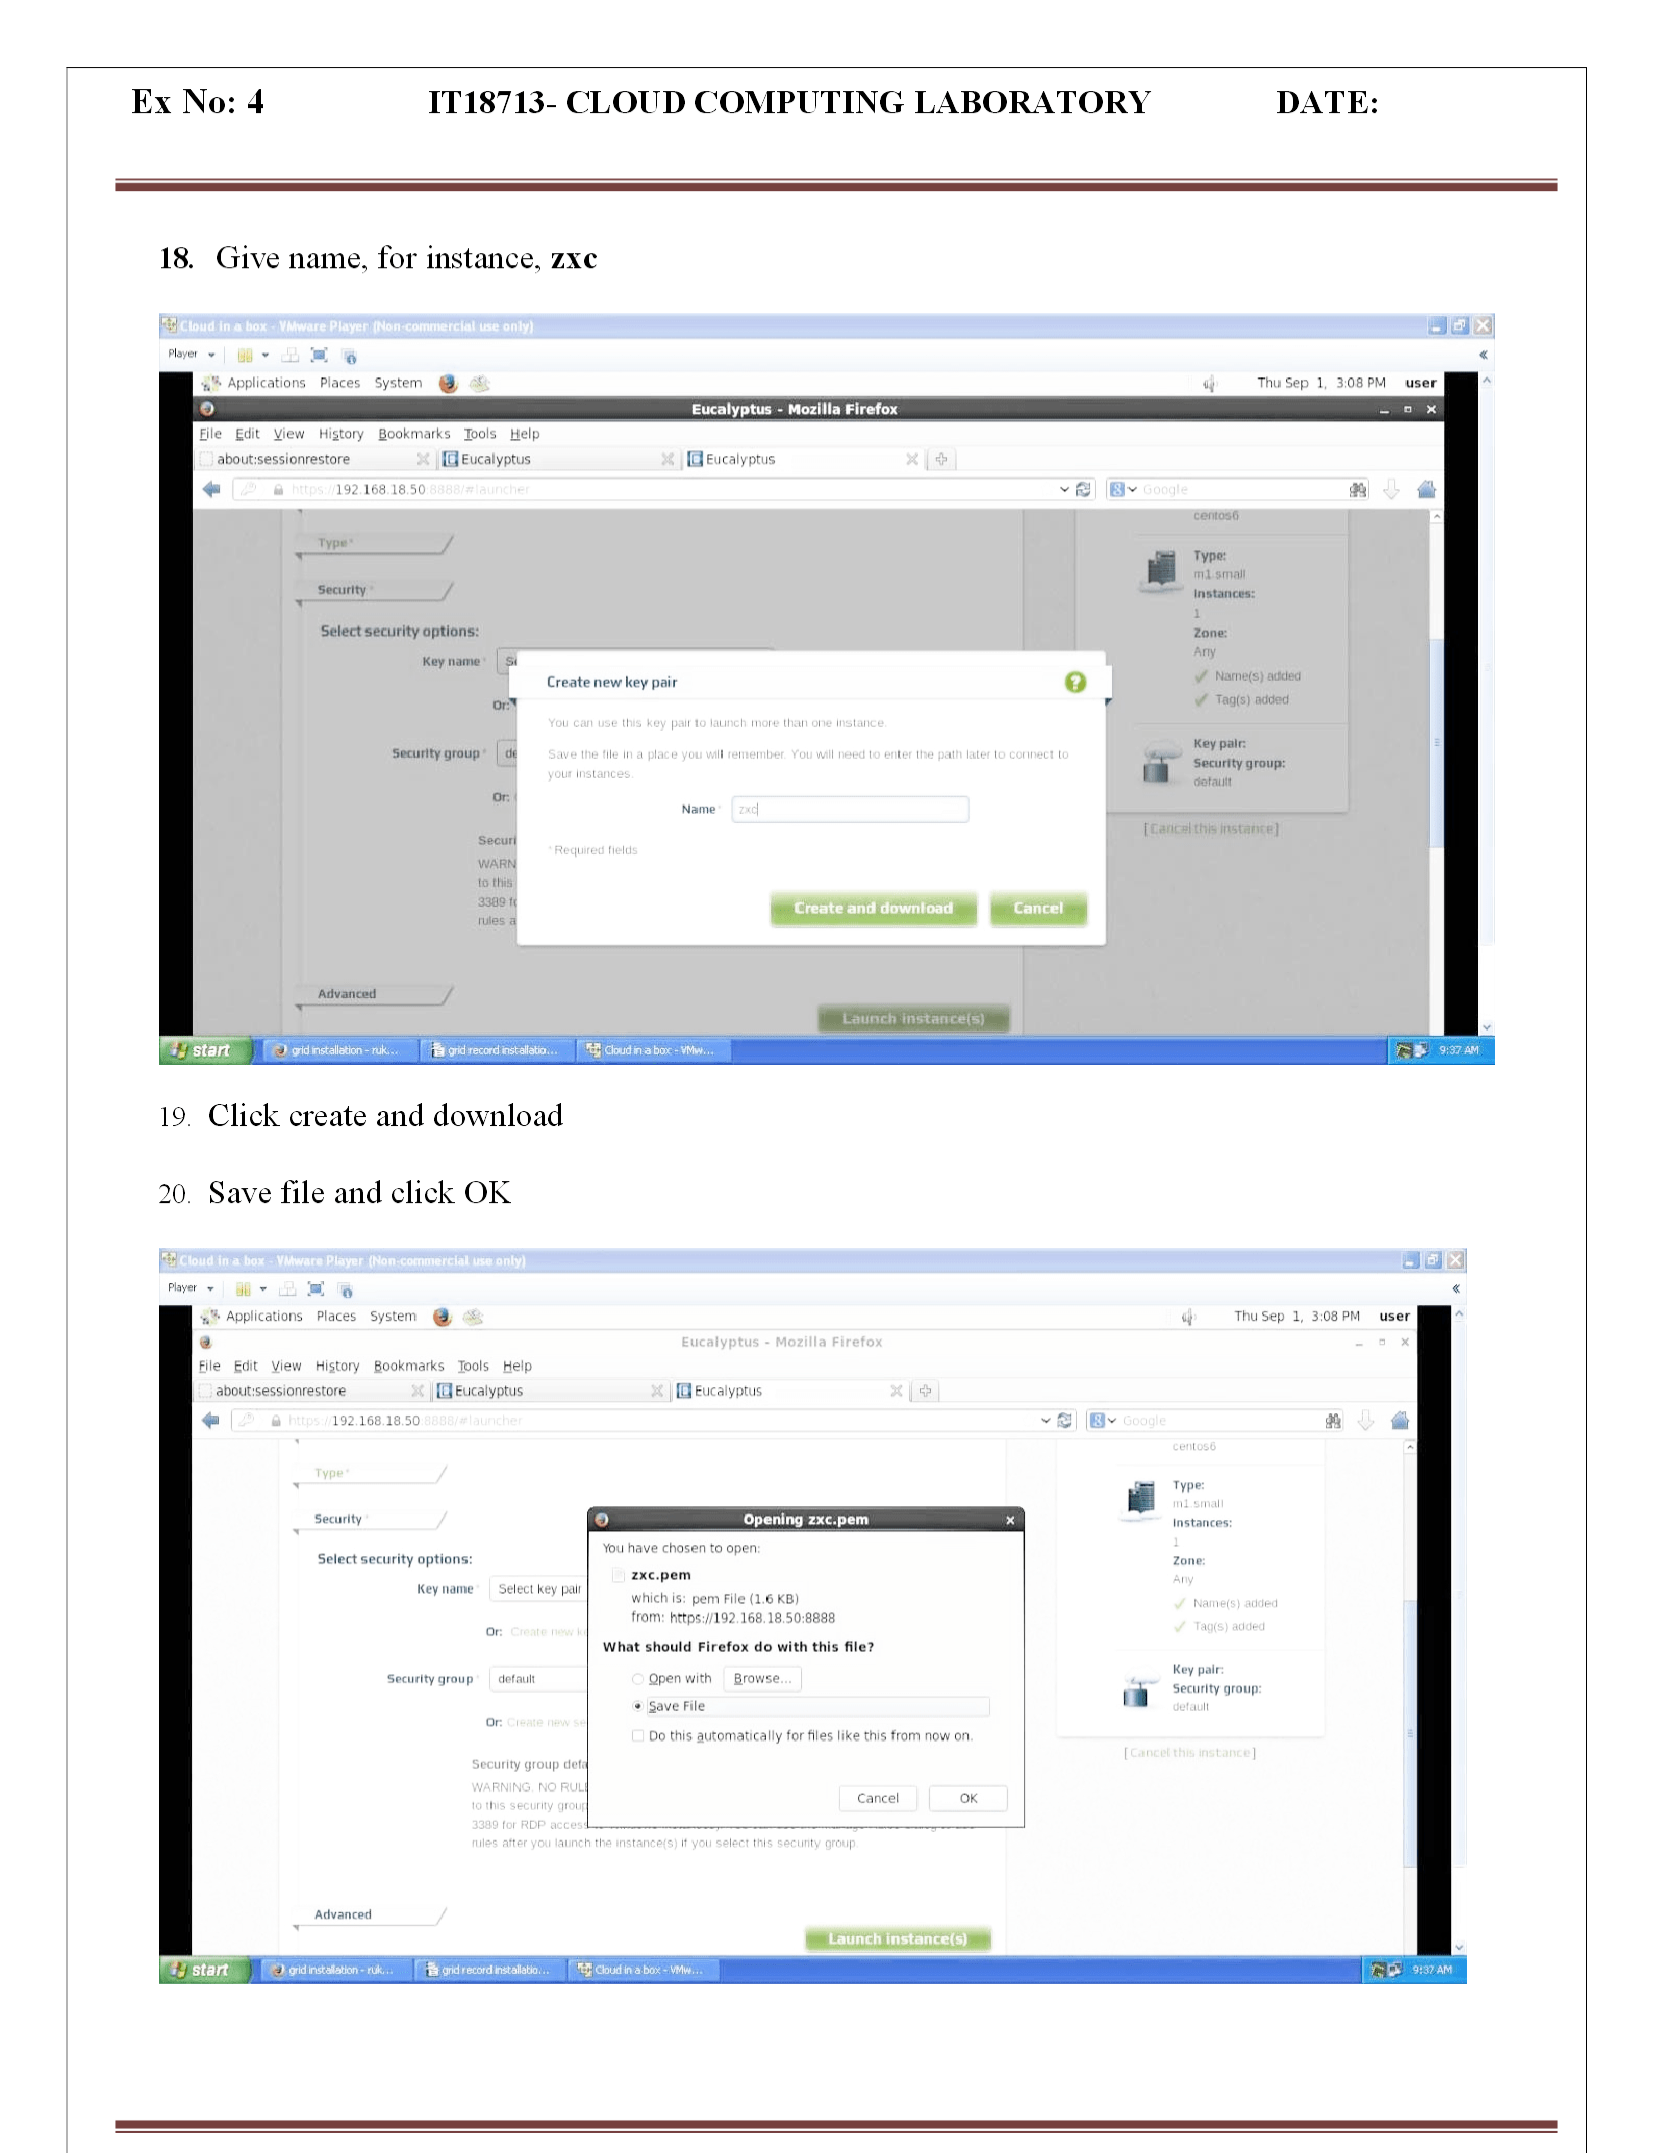 Ex No: 4 IT18713- CLOUD COMPUTING LABORATORY DATE:
18. Give name, for instance, zxc
Cloud in a box - VMware Player (Non-commercial use only)
Player
Applications Places System Thu Sep 1, 3:08 PM user
Eucalyptus - Mozilla Firefox
File Edit View History Bookmarks Tools Help
about:sessionrestore Eucalyptus Eucalyptus
https://192.168.18.50:8888/#launcher Google
centos6
Type*
Type:
m1.small
Security *
Instances:
1
Select security options:
Zone:
Any
Key name *
Name(s) added
Tag(s) added
Or:
Create new key pair
You can use this key pair to launch more than one instance.
Save the file in a place you will remember. You will need to enter the path later to connect to
your instances.
Name * zxc
*Required fields
Create and download Cancel
Security group * de
Or:
Securi
WARN
to this
3389 fo
rules a
Key pair:
Security group:
default
[Cancel this instance]
Advanced
Launch instance(s)
start grid installation - ruk... grid record installatio... Cloud in a box - VMw... 9:37 AM
19. Click create and download
20. Save file and click OK
Cloud in a box - VMware Player (Non-commercial use only)
Player
Applications Places System Thu Sep 1, 3:08 PM user
Eucalyptus - Mozilla Firefox
File Edit View History Bookmarks Tools Help
about:sessionrestore Eucalyptus Eucalyptus
https://192.168.18.50:8888/#launcher Google
centos6
Type*
Type:
m1.small
Security *
Instances:
1
Select security options:
Zone:
Any
Key name * Select key pair
Name(s) added
Tag(s) added
Or: Create new ke
Opening zxc.pem
You have chosen to open:
zxc.pem
which is: pem File (1.6 KB)
from: https://192.168.18.50:8888
What should Firefox do with this file?
Open with Browse...
Save File
Do this automatically for files like this from now on.
Cancel OK
Security group * default
Or: Create new se
Key pair:
Security group:
default
[Cancel this instance]
Security group defa
WARNING: NO RULE
to this security group
3389 for RDP access
rules after you launch the instance(s) if you select this security group.
Advanced
Launch instance(s)
start grid installation - ruk... grid record installatio... Cloud in a box - VMw... 9:37 AM